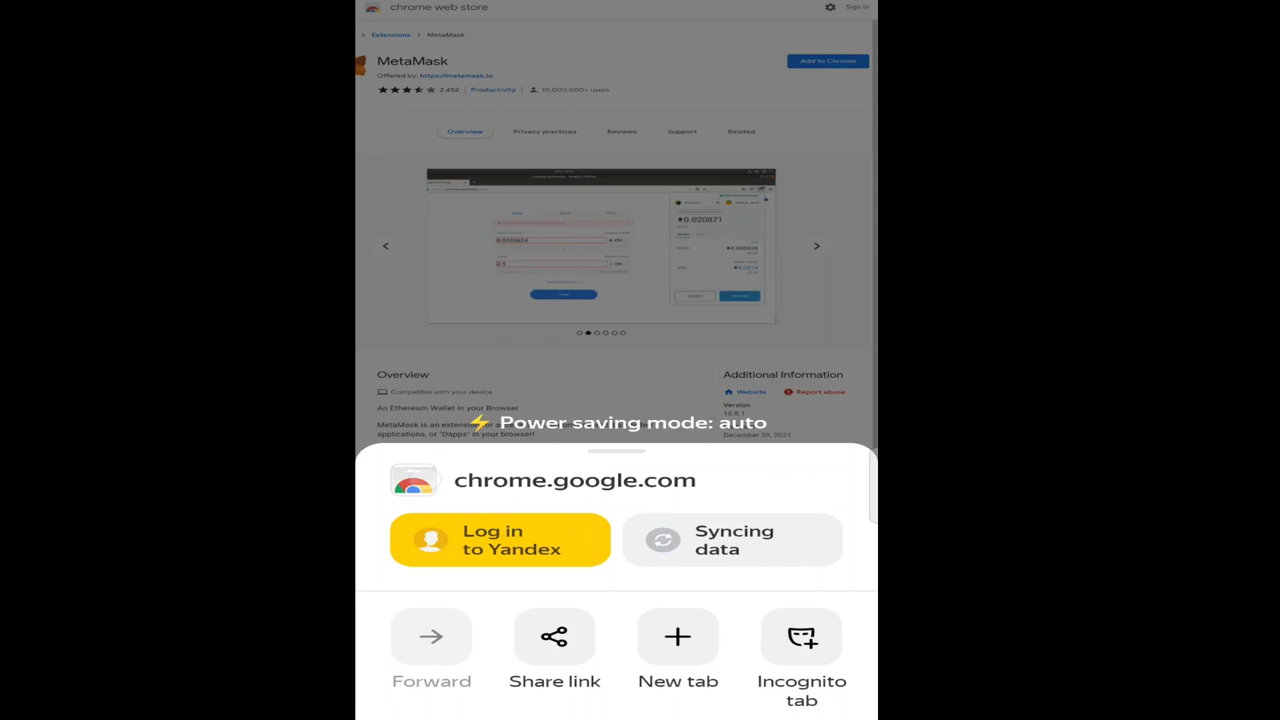 chrome web store
Sign in
Extensions
MetaMask
MetaMask
Add to Chrome
Offered by: https://metamask.io
2,452
Productivity
10,000,000+ users
Overview
Privacy practices
Reviews
Support
Related
0.020871
Overview
Additional Information
Compatible with your device
Website
Report abuse
An Ethereum Wallet in your Browser
Version
10.8.1
MetaMask is an extension for
applications, or "Dapps" in your browser!
December 20, 2021
⚡ Power saving mode: auto
chrome.google.com
Log in
to Yandex
Syncing
data
Forward
Share link
New tab
Incognito
tab